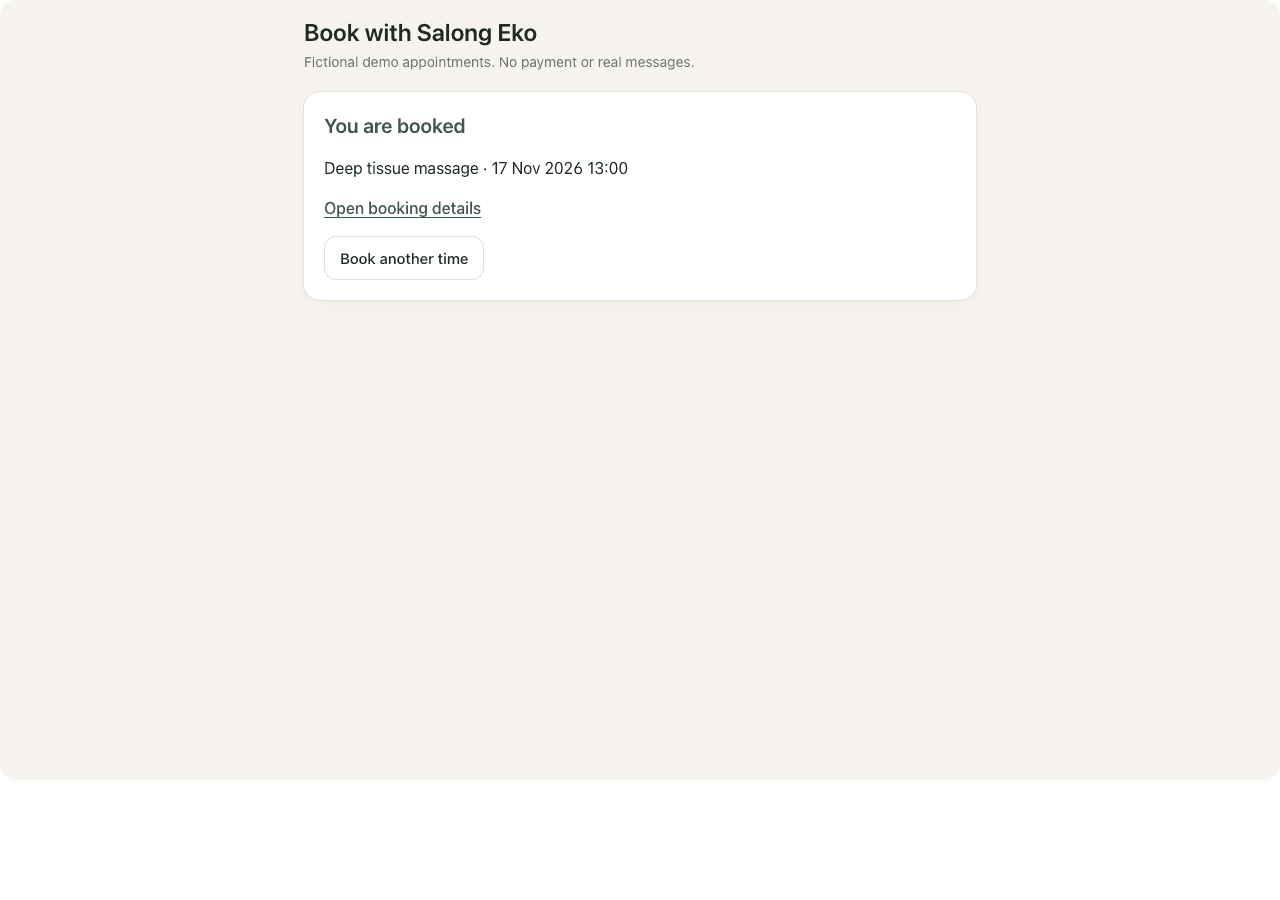 Book with Salong Eko
Fictional demo appointments. No payment or real messages.
You are booked
Deep tissue massage · 17 Nov 2026 13:00
Open booking details
Book another time